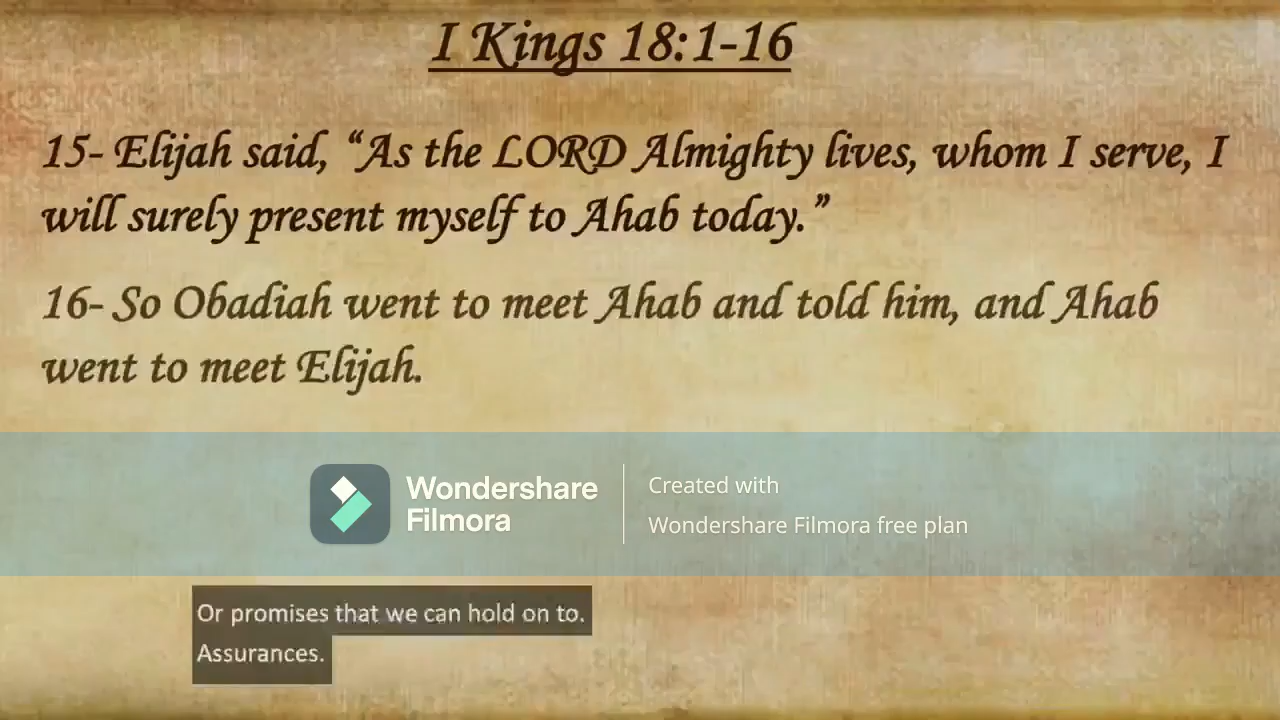 I Kings 18:1-16
15- Elijah said, “As the LORD Almighty lives, whom I serve, I
will surely present myself to Ahab today.”
16- So Obadiah went to meet Ahab and told him, and Ahab
went to meet Elijah.
Wondershare
Filmora
Created with
Wondershare Filmora free plan
Or promises that we can hold on to.
Assurances.